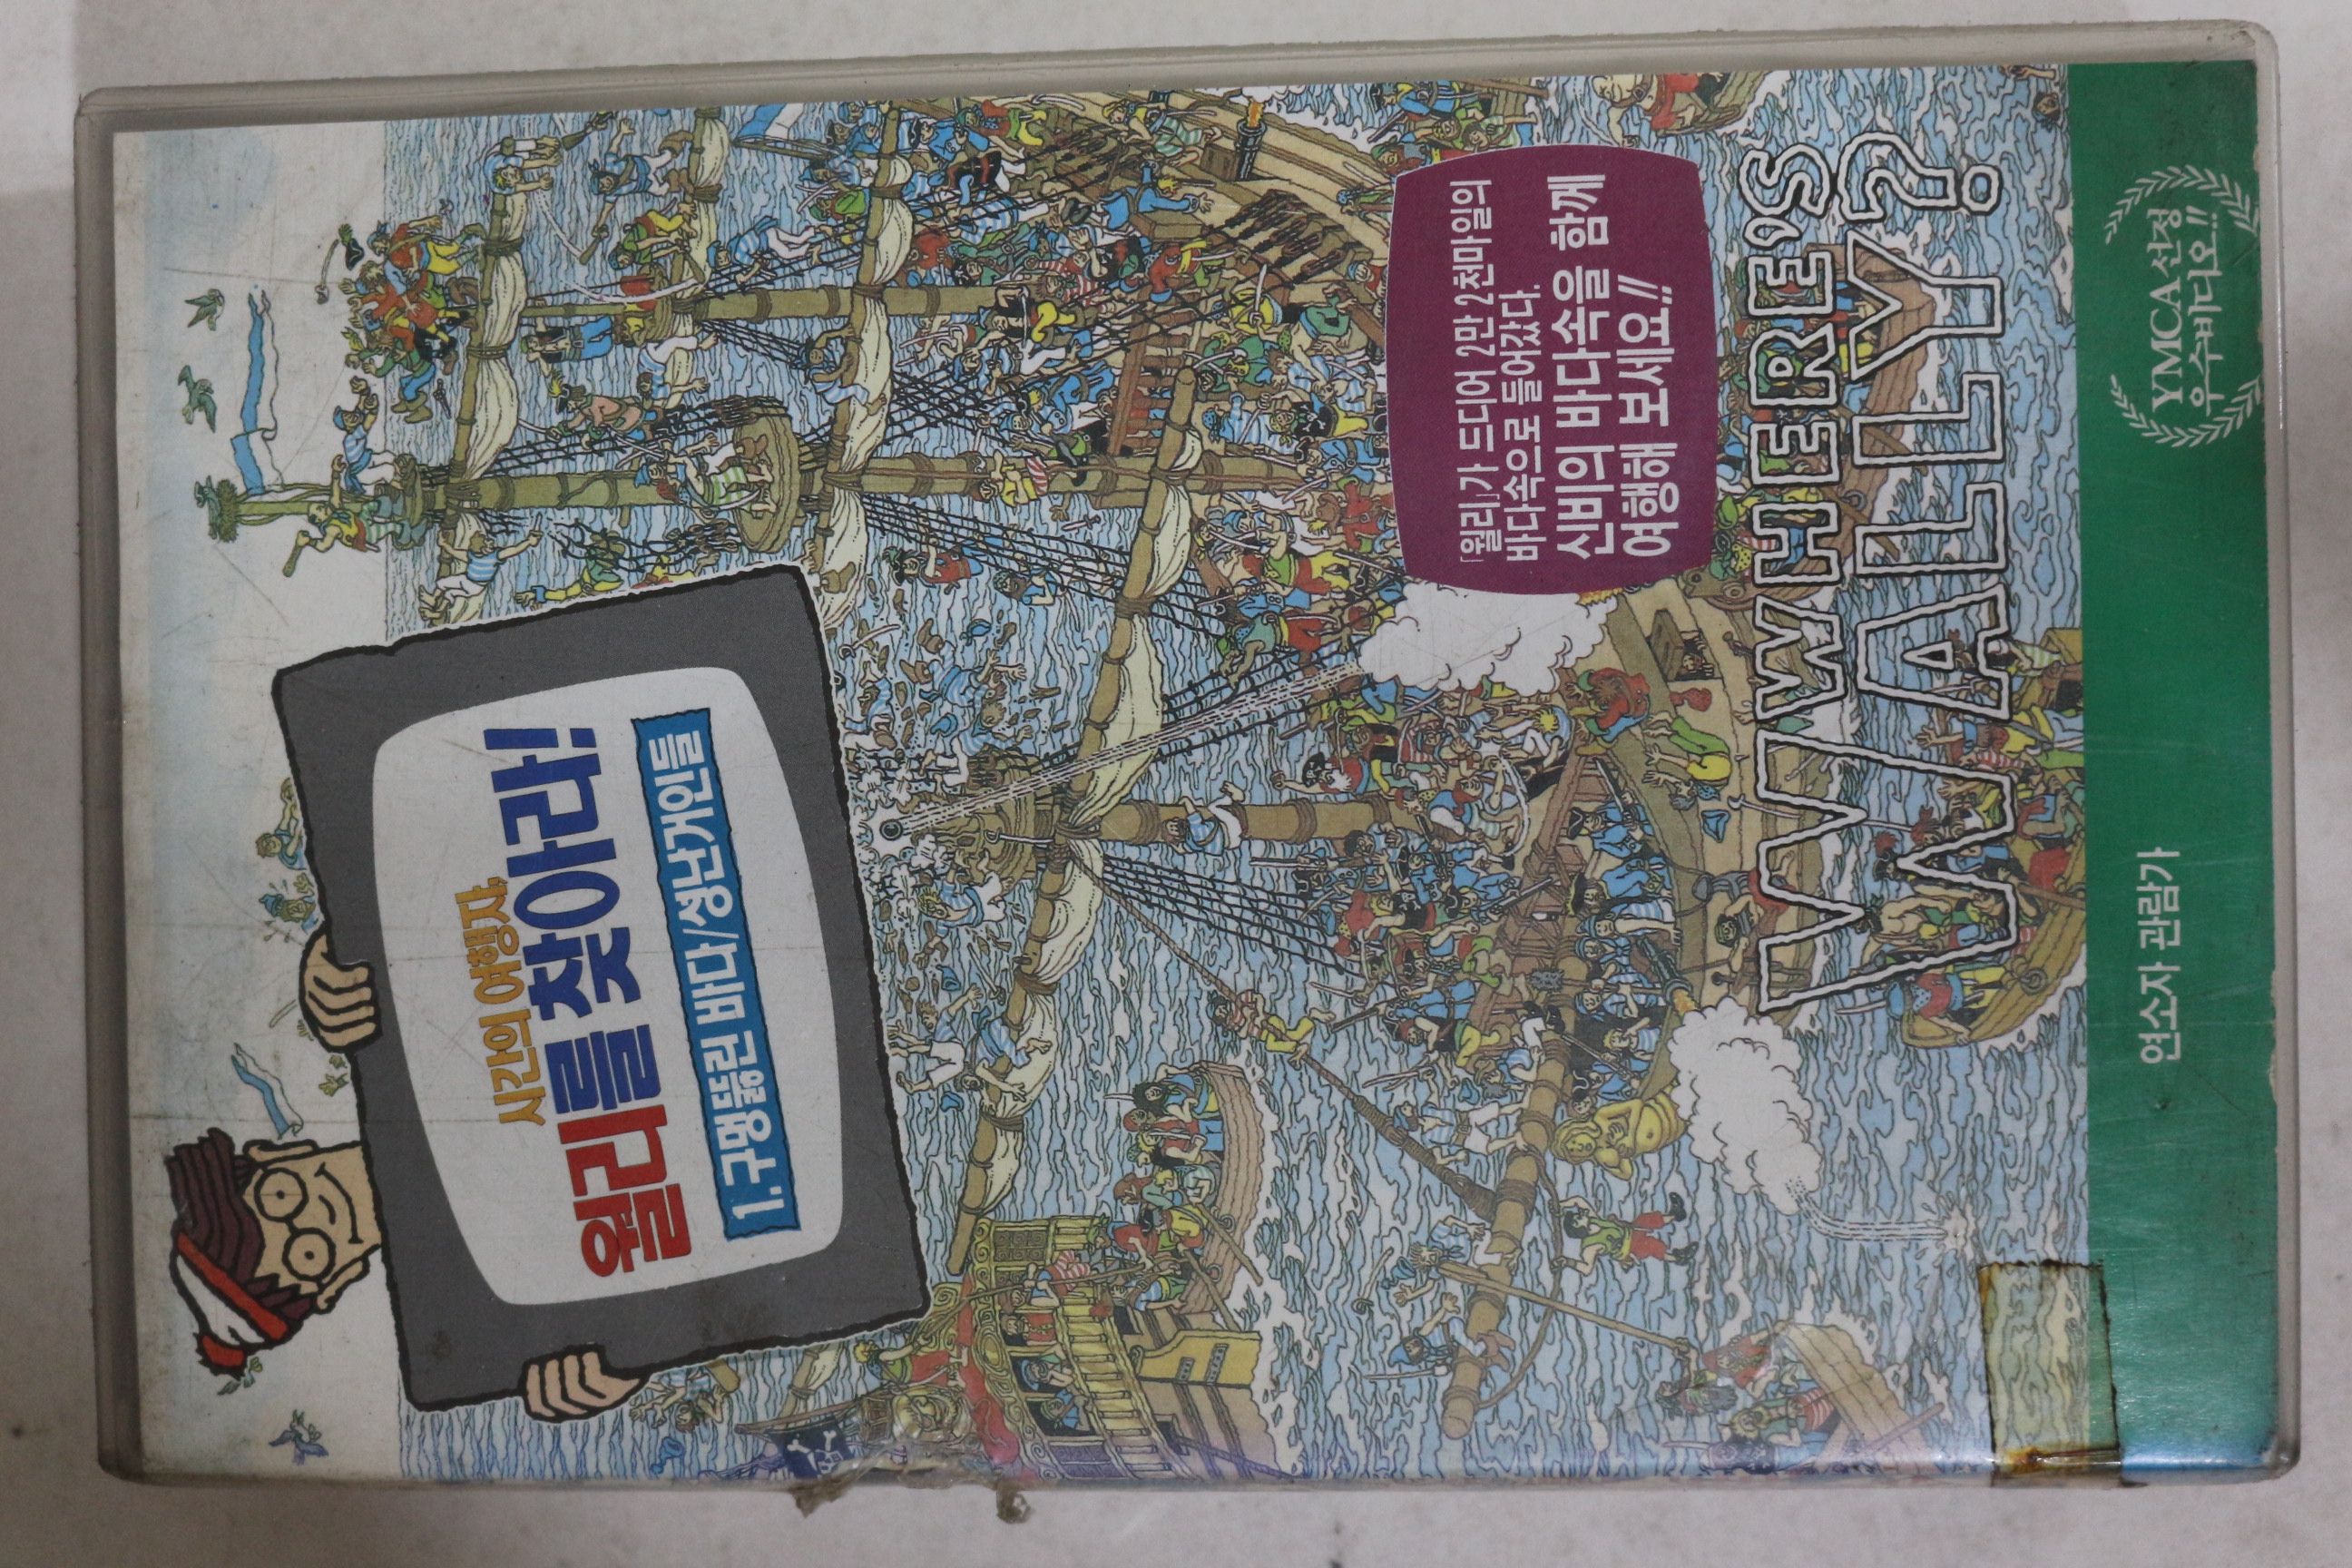 시간의 여행자,
월리를 찾아라!
1. 구멍뚫린 바다/성난거인들
「월리」가 드디어 2만 2천마일의
바다속으로 들어갔다.
신비의 바다속을 함께
여행해 보세요!!
WHERE'S
WALLY?
연소자 관람가
YMCA 선정
우수비디오!!